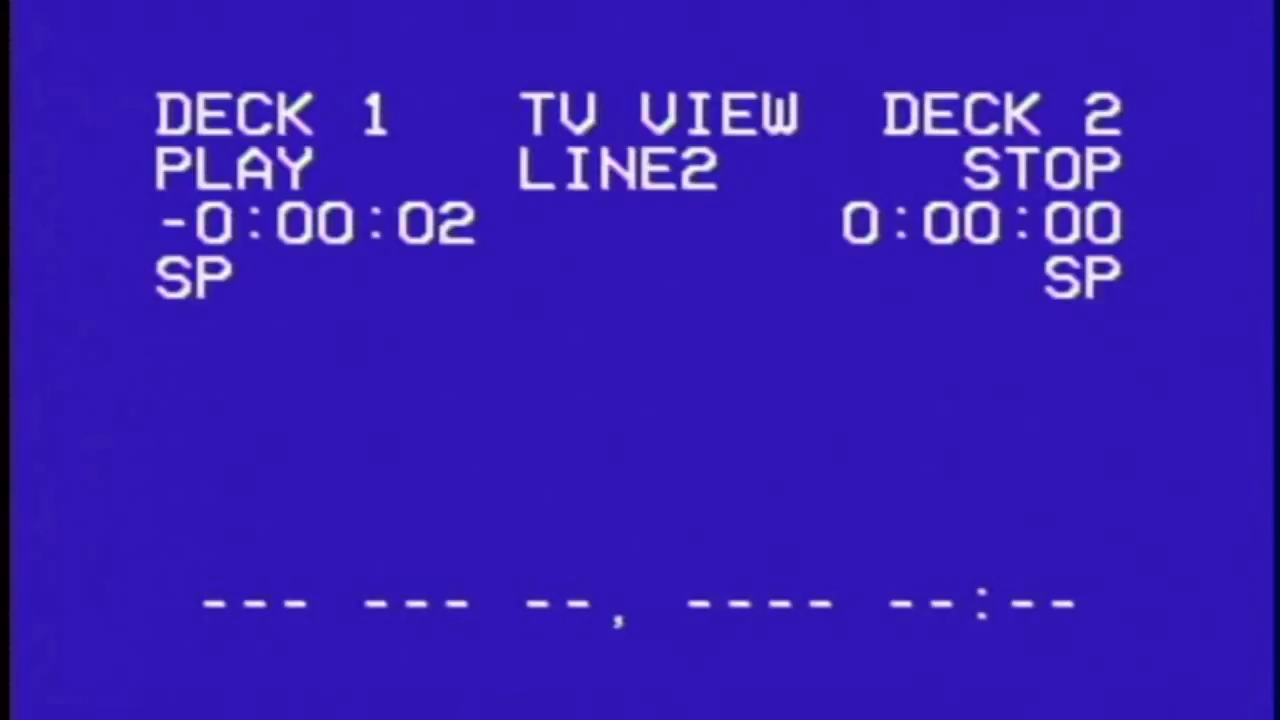 DECK 1 TV VIEW DECK 2
PLAY LINE2 STOP
-0:00:02 0:00:00
SP SP
--- --- --, ---- --:--